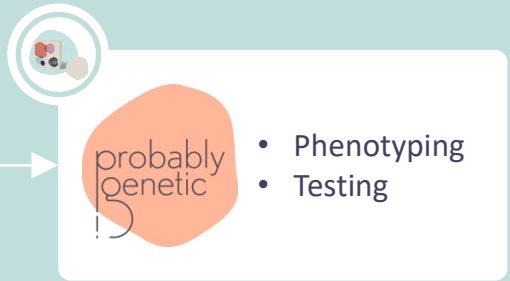 probably
genetic
• Phenotyping
• Testing